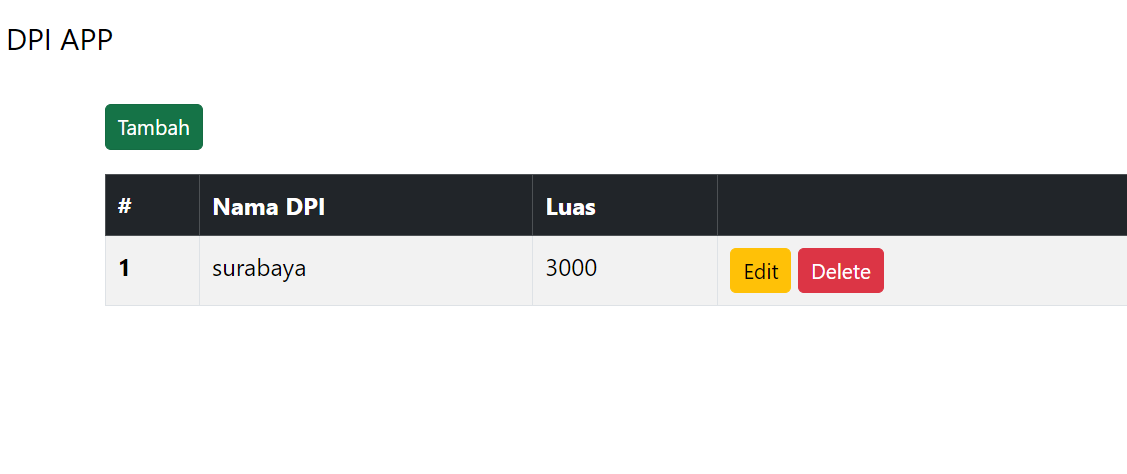 DPI APP
Tambah
# Nama DPI Luas
1 surabaya 3000 Edit Delete